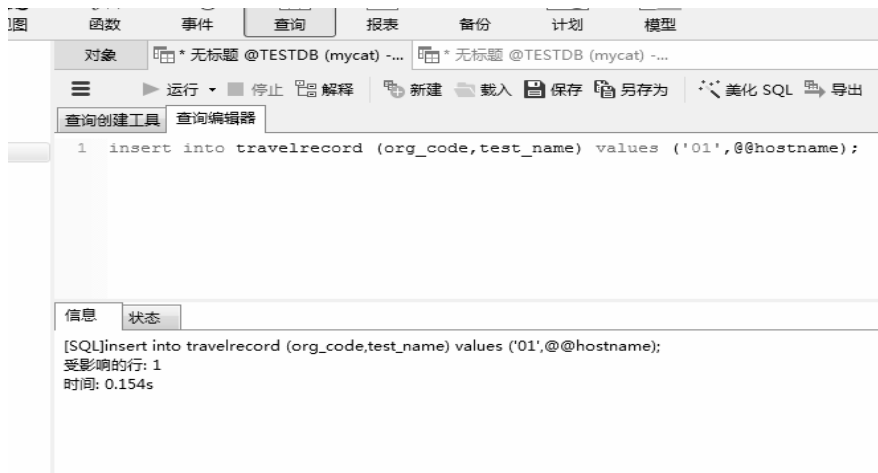 函数 事件 查询 报表 备份 计划 模型
对象 * 无标题 @TESTDB (mycat) -... * 无标题 @TESTDB (mycat) -...
运行 停止 解释 新建 载入 保存 另存为 美化 SQL 导出
查询创建工具 查询编辑器
1 insert into travelrecord (org_code,test_name) values ('01',@@hostname);
信息 状态
[SQL]insert into travelrecord (org_code,test_name) values ('01',@@hostname);
受影响的行: 1
时间: 0.154s